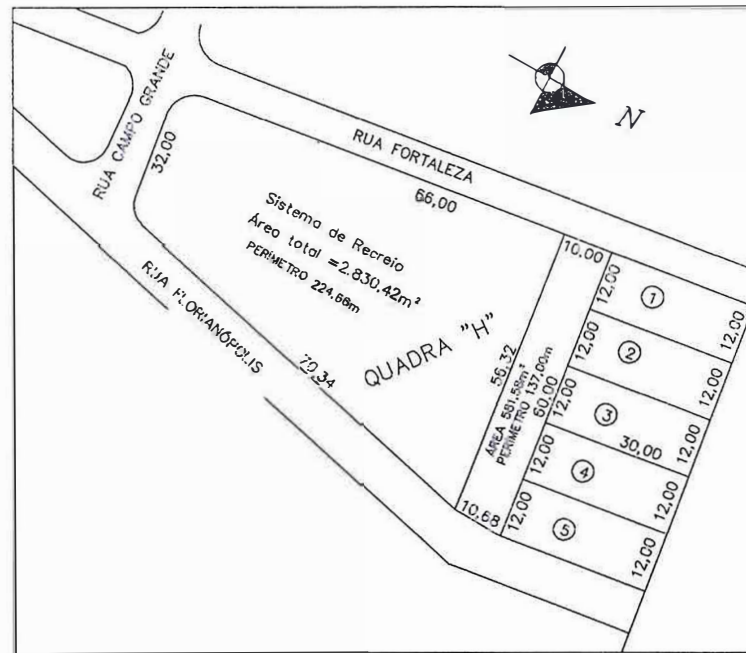 RUA CAMPO GRANDE
32,00
RUA FORTALEZA
66,00
N
Sistema de Recreio
Área total =2.830,42m²
PERÍMETRO 224,66m
RUA FLORIANÓPOLIS
70,34
QUADRA "H"
10,00
56,32
ÁREA 581,58m²
PERÍMETRO 137,00m
60,00
10,68
12,00
1
12,00
12,00
2
12,00
12,00
3
30,00
12,00
12,00
4
12,00
12,00
5
12,00